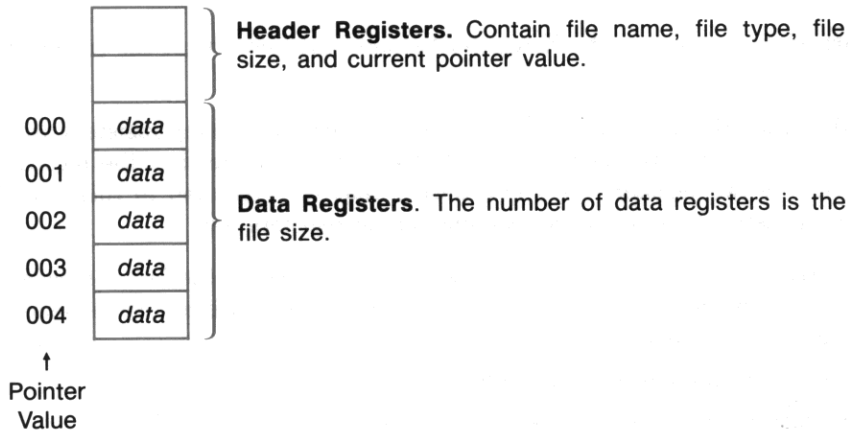 Header Registers. Contain file name, file type, file
size, and current pointer value.
000 data
001 data
002 data
003 data
004 data
Data Registers. The number of data registers is the
file size.
Pointer
Value